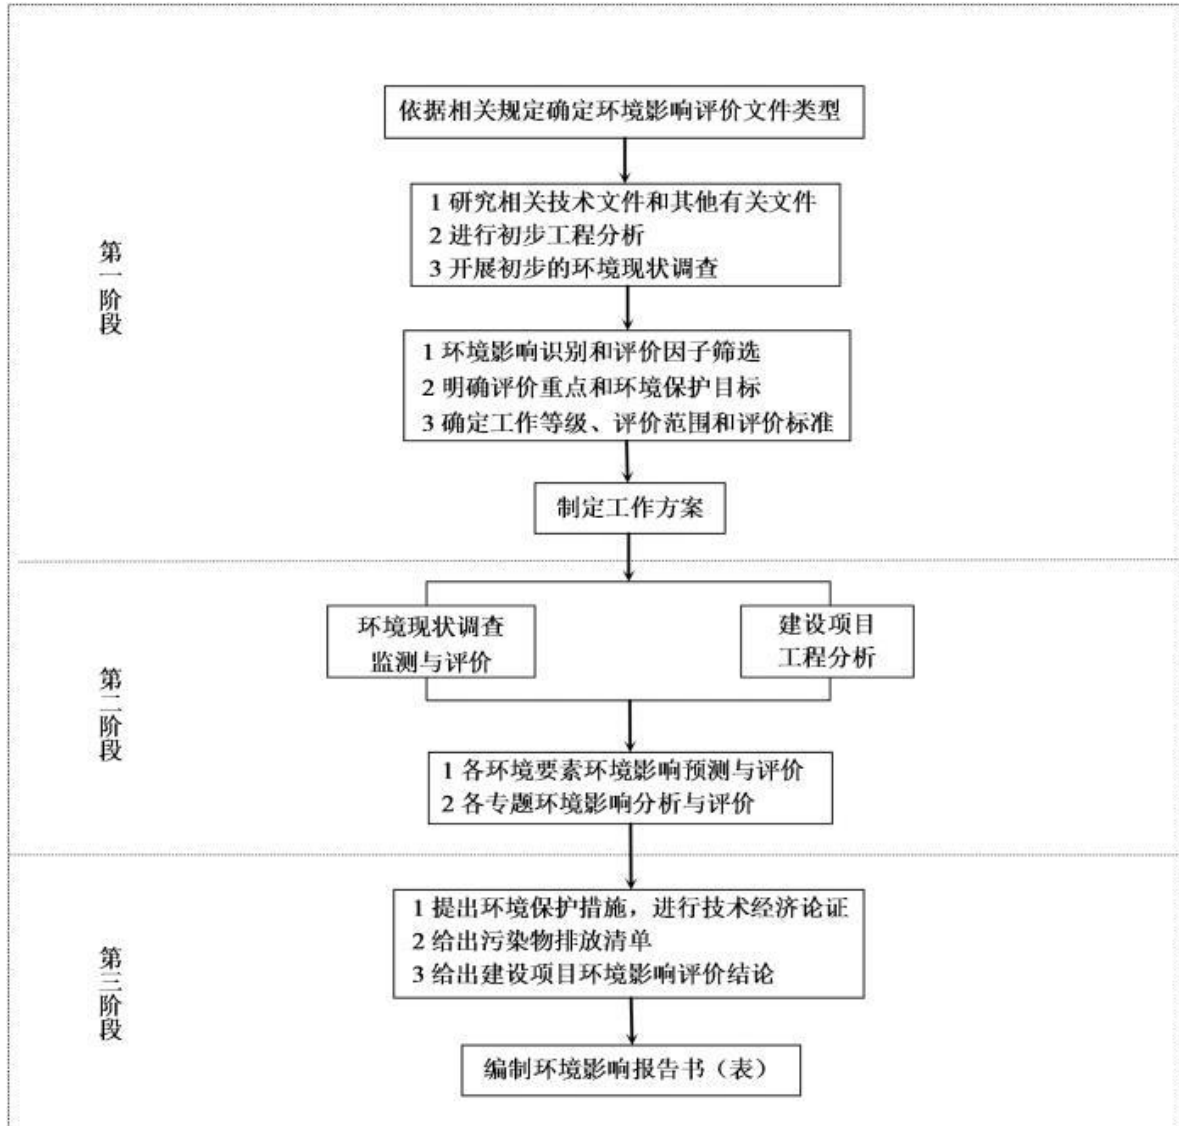 依据相关规定确定环境影响评价文件类型
1 研究相关技术文件和其他有关文件
2 进行初步工程分析
3 开展初步的环境现状调查
第一阶段
1 环境影响识别和评价因子筛选
2 明确评价重点和环境保护目标
3 确定工作等级、评价范围和评价标准
制定工作方案
环境现状调查
监测与评价
建设项目
工程分析
第二阶段
1 各环境要素环境影响预测与评价
2 各专题环境影响分析与评价
1 提出环境保护措施，进行技术经济论证
2 给出污染物排放清单
3 给出建设项目环境影响评价结论
第三阶段
编制环境影响报告书（表）